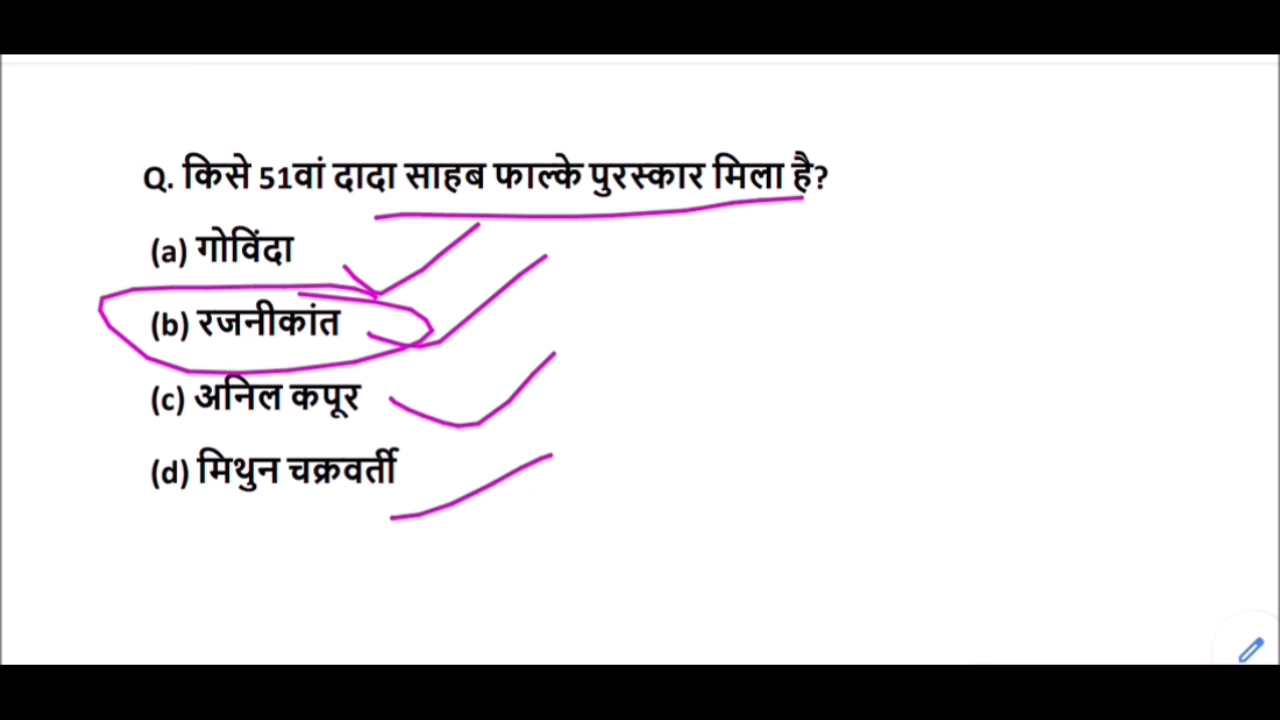 Q. किसे 51वां दादा साहब फाल्के पुरस्कार मिला है?
(a) गोविंदा
(b) रजनीकांत
(c) अनिल कपूर
(d) मिथुन चक्रवर्ती